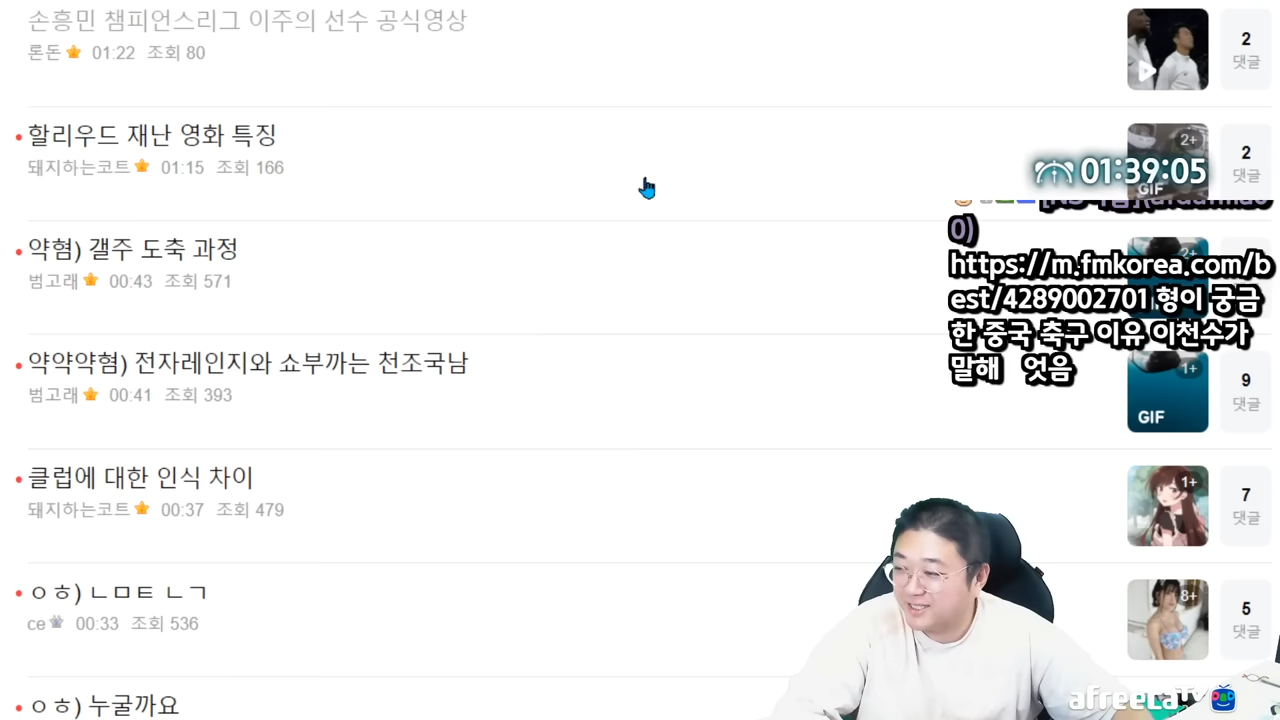 손흥민 챔피언스리그 이주의 선수 공식영상
론돈 01:22 조회 80
2
댓글
할리우드 재난 영화 특징
돼지하는코트 01:15 조회 166
2+
GIF
2
댓글
01:39:05
약혐) 갤주 도축 과정
범고래 00:43 조회 571
2+
0)
https://m.fmkorea.com/b
est/4289002701 형이 궁금
한 중국 축구 이유 이천수가
말해 엇음
약약약혐) 전자레인지와 쇼부까는 천조국남
범고래 00:41 조회 393
1+
GIF
9
댓글
클럽에 대한 인식 차이
돼지하는코트 00:37 조회 479
1+
7
댓글
ㅇㅎ) ㄴㅁㅌ ㄴㄱ
ce 00:33 조회 536
8+
5
댓글
ㅇㅎ) 누굴까요
afreecaTV